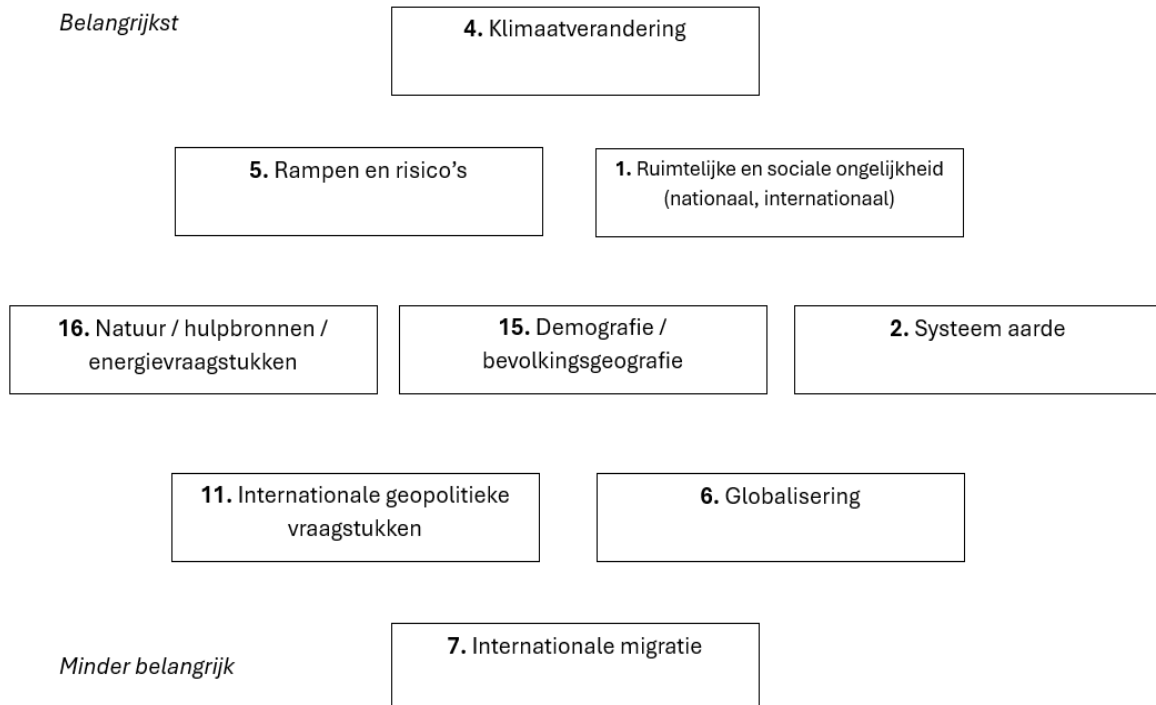 Belangrijkst
4. Klimaatverandering
5. Rampen en risico's
1. Ruimtelijke en sociale ongelijkheid
(nationaal, internationaal)
16. Natuur / hulpbronnen /
energievraagstukken
15. Demografie /
bevolkingsgeografie
2. Systeem aarde
11. Internationale geopolitieke
vraagstukken
6. Globalisering
7. Internationale migratie
Minder belangrijk